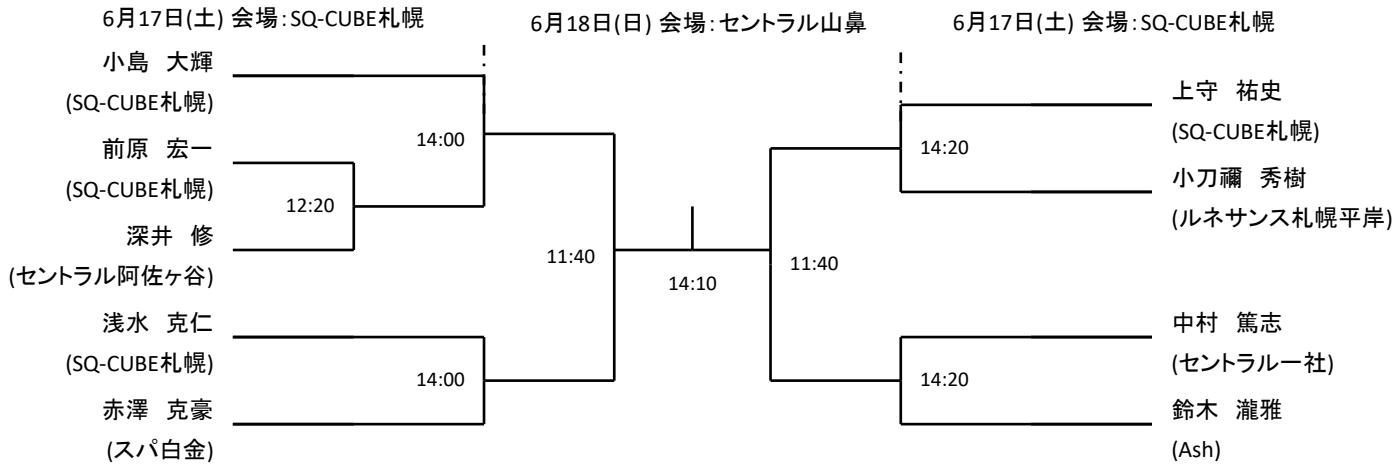 6月17日(土) 会場:SQ-CUBE札幌
6月18日(日) 会場:セントラル山鼻
6月17日(土) 会場:SQ-CUBE札幌
小島　大輝
(SQ-CUBE札幌)
前原　宏一
(SQ-CUBE札幌)
深井　修
(セントラル阿佐ヶ谷)
浅水　克仁
(SQ-CUBE札幌)
赤澤　克豪
(スパ白金)
14:00
12:20
14:00
11:40
14:10
11:40
14:20
14:20
上守　祐史
(SQ-CUBE札幌)
小刀禰　秀樹
(ルネサンス札幌平岸)
中村　篤志
(セントラル一社)
鈴木　瀧雅
(Ash)